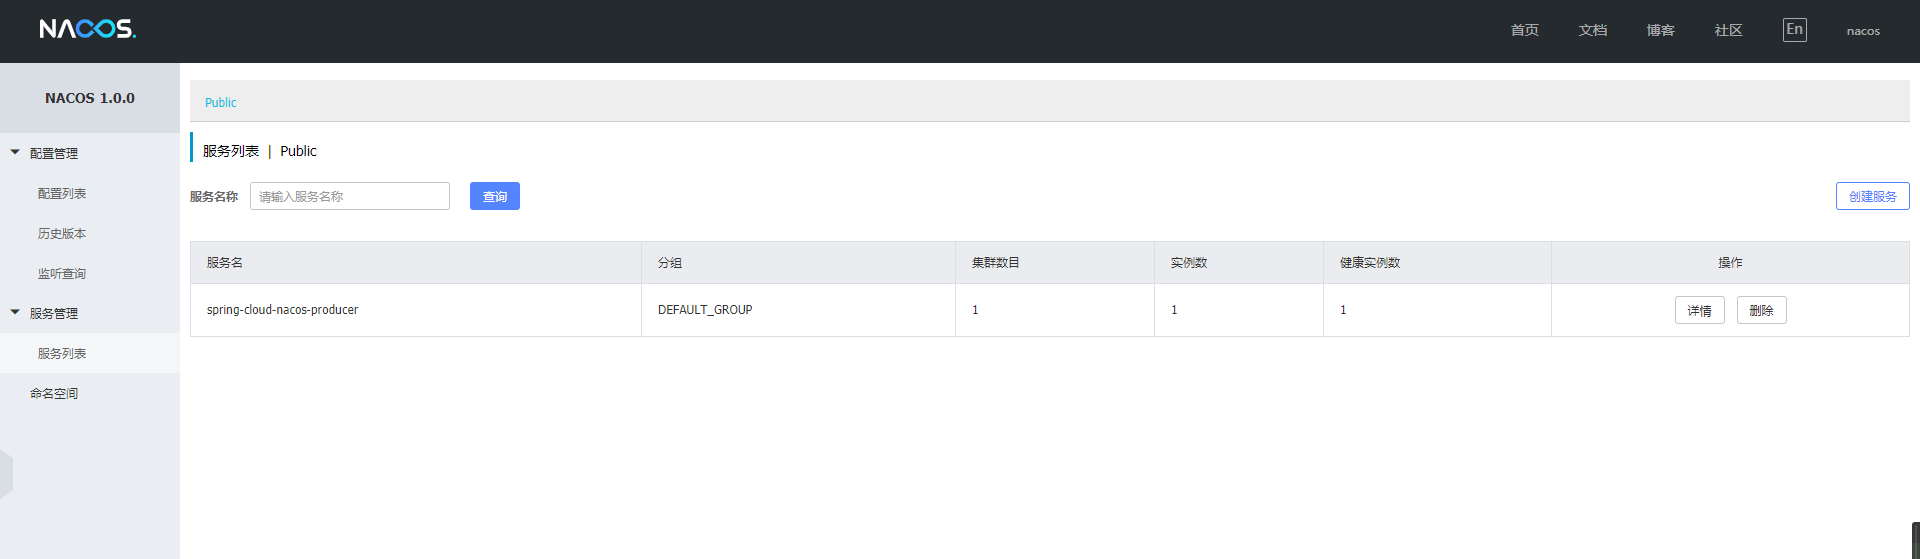 NACOS.
首页 文档 博客 社区 En nacos
NACOS 1.0.0
配置管理
配置列表
历史版本
监听查询
服务管理
服务列表
命名空间
Public
服务列表 | Public
服务名称 请输入服务名称 查询 创建服务
服务名 分组 集群数目 实例数 健康实例数 操作
spring-cloud-nacos-producer DEFAULT_GROUP 1 1 1 详情 删除